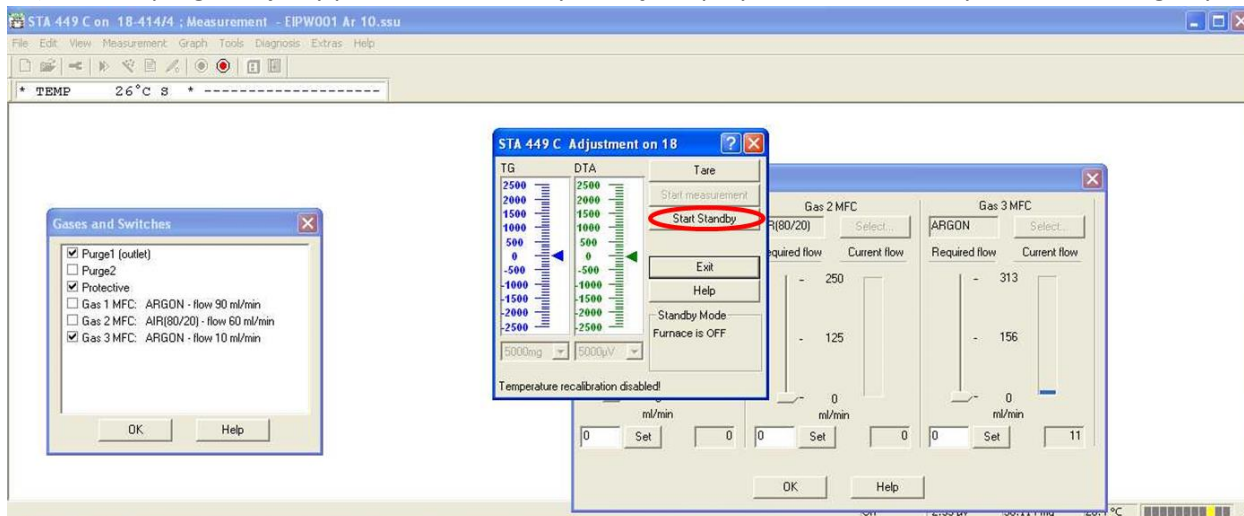 STA 449 C on 18-414/4 : Measurement - EIPW001 Ar 10.ssu
File Edit View Measurement Graph Tools Diagnosis Extras Help
* TEMP 26°C S * --------------------
STA 449 C Adjustment on 18
TG DTA
2500 2500
2000 2000
1500 1500
1000 1000
500 500
0 0
-500 -500
-1000 -1000
-1500 -1500
-2000 -2000
-2500 -2500
5000mg 5000µV
Tare
Start measurement
Start Standby
Exit
Help
Standby Mode
Furnace is OFF
Temperature recalibration disabled!
Gases and Switches
Purge1 (outlet)
Purge2
Protective
Gas 1 MFC: ARGON - flow 90 ml/min
Gas 2 MFC: AIR(80/20) - flow 60 ml/min
Gas 3 MFC: ARGON - flow 10 ml/min
OK Help
Gas 2 MFC Gas 3 MFC
R(80/20) Select... ARGON Select...
equired flow Current flow Required flow Current flow
- 250 - 313
- 125 - 156
- 0 - 0
ml/min ml/min ml/min
0 Set 0 0 Set 0 0 Set 11
OK Help